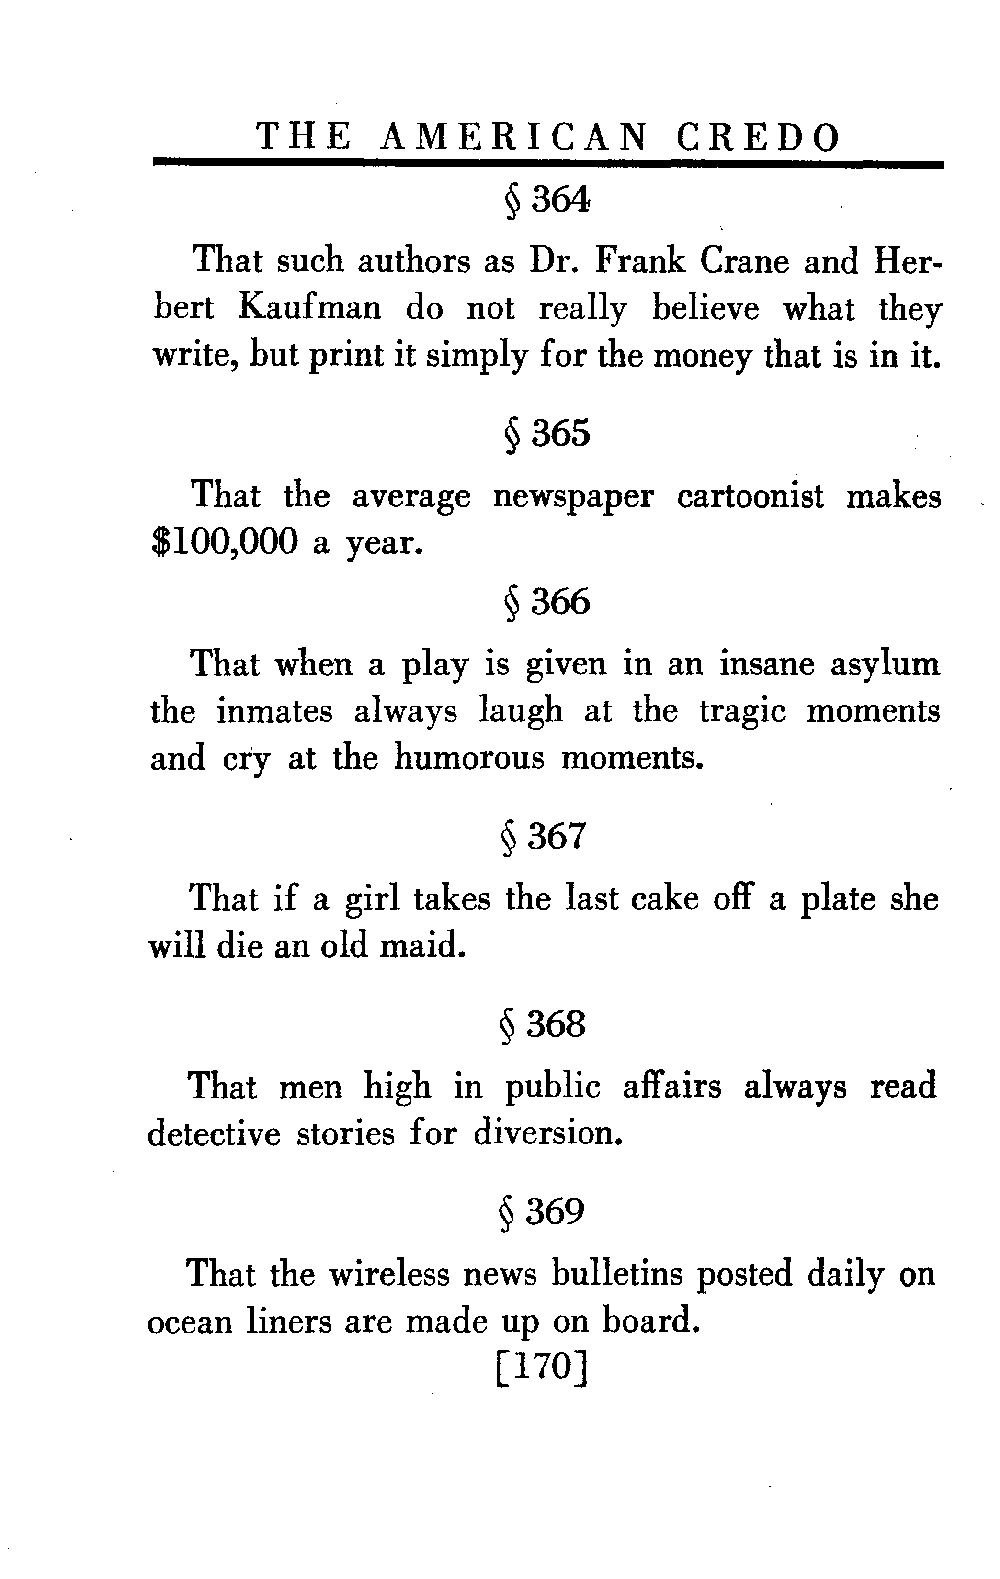 THE AMERICAN CREDO
§ 364
That such authors as Dr. Frank Crane and Her-
bert Kaufman do not really believe what they
write, but print it simply for the money that is in it.
§ 365
That the average newspaper cartoonist makes
$100,000 a year.
§ 366
That when a play is given in an insane asylum
the inmates always laugh at the tragic moments
and cry at the humorous moments.
§ 367
That if a girl takes the last cake off a plate she
will die an old maid.
§ 368
That men high in public affairs always read
detective stories for diversion.
§ 369
That the wireless news bulletins posted daily on
ocean liners are made up on board.
[170]